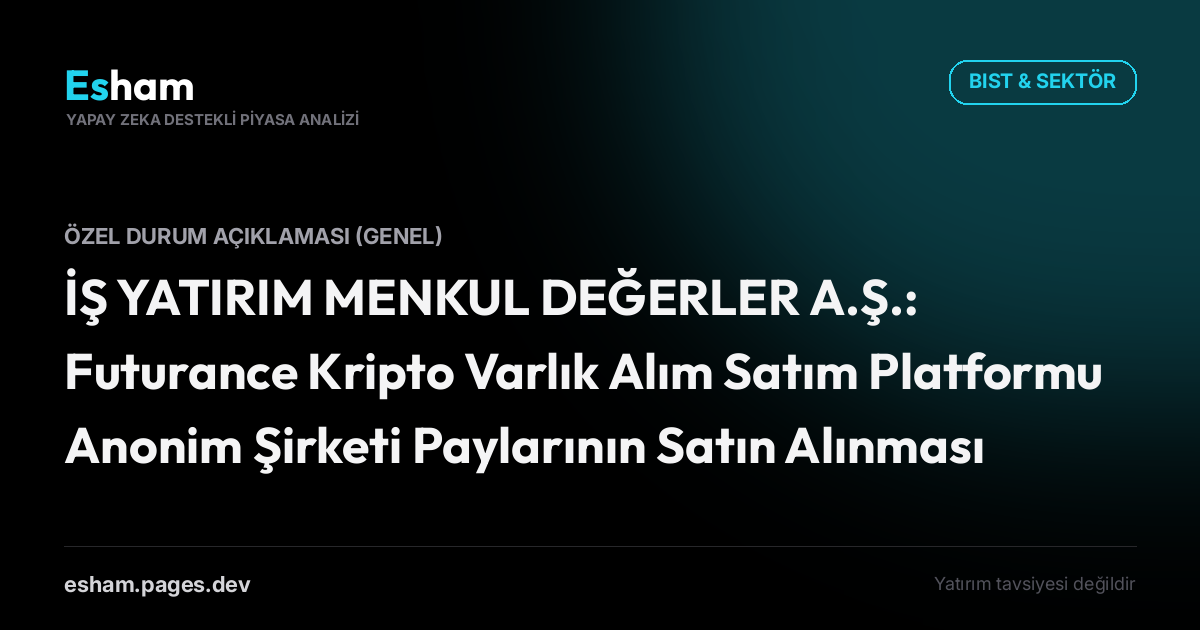 Esham
BIST & SEKTÖR
YAPAY ZEKA DESTEKLİ PİYASA ANALİZİ
ÖZEL DURUM AÇIKLAMASI (GENEL)
İŞ YATIRIM MENKUL DEĞERLER A.Ş.:
Futurance Kripto Varlık Alım Satım Platformu
Anonim Şirketi Paylarının Satın Alınması
esham.pages.dev
Yatırım tavsiyesi değildir